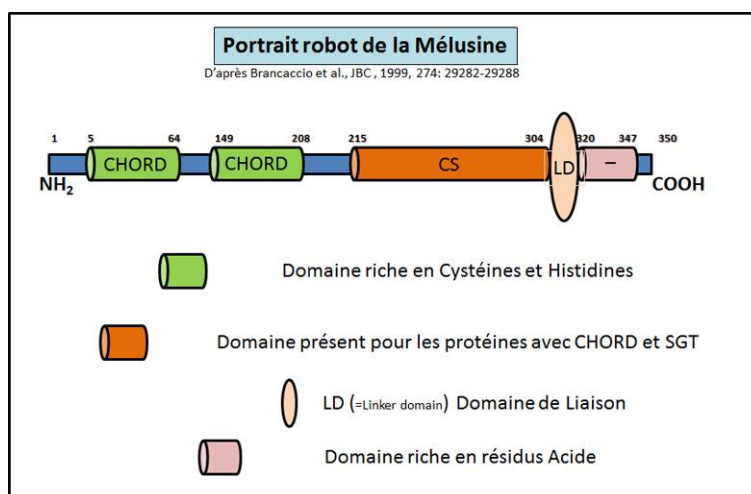 Portrait robot de la Mélusine
D'après Brancaccio et al., JBC , 1999, 274: 29282-29288
1 5 64 149 208 215 304 320 347 350
CHORD CHORD CS LD –
NH2 COOH
Domaine riche en Cystéines et Histidines
Domaine présent pour les protéines avec CHORD et SGT
LD (=Linker domain) Domaine de Liaison
Domaine riche en résidus Acide